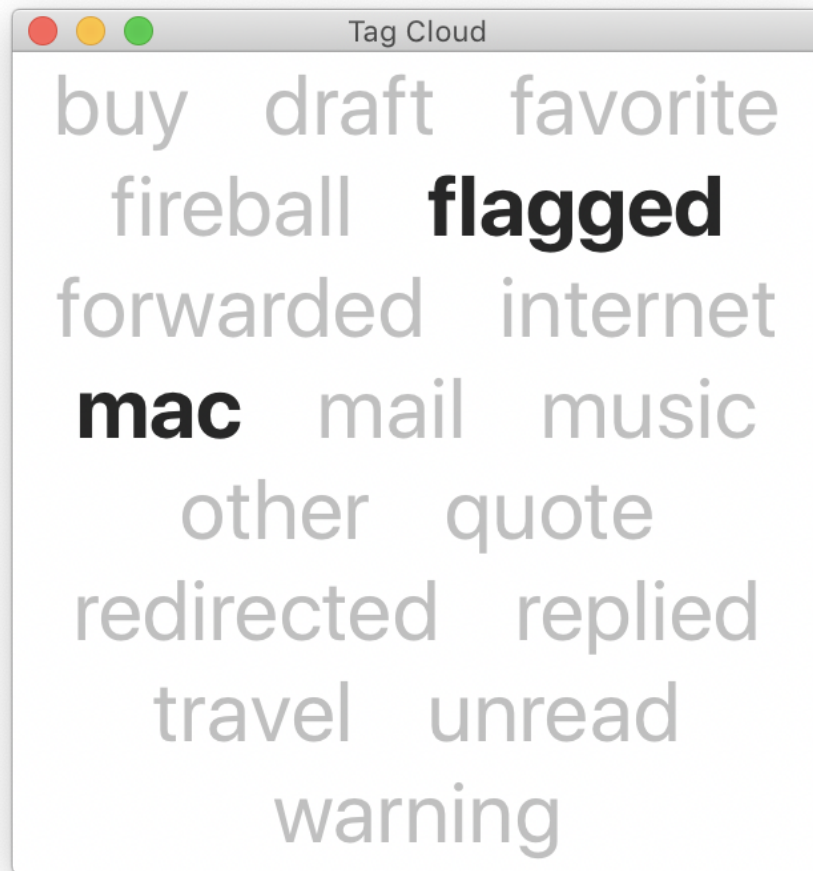 Tag Cloud
buy draft favorite
fireball flagged
forwarded internet
mac mail music
other quote
redirected replied
travel unread
warning